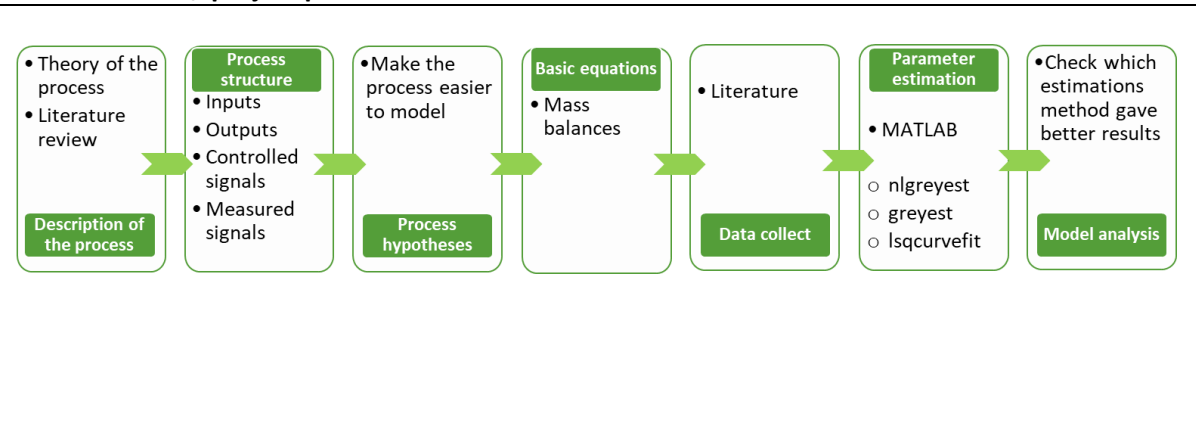 • Theory of the
process
• Literature
review
Description of
the process
Process
structure
• Inputs
• Outputs
• Controlled
signals
• Measured
signals
•Make the
process easier
to model
Process
hypotheses
Basic equations
• Mass
balances
• Literature
Data collect
Parameter
estimation
• MATLAB
o nlgreyest
o greyest
o lsqcurvefit
•Check which
estimations
method gave
better results
Model analysis